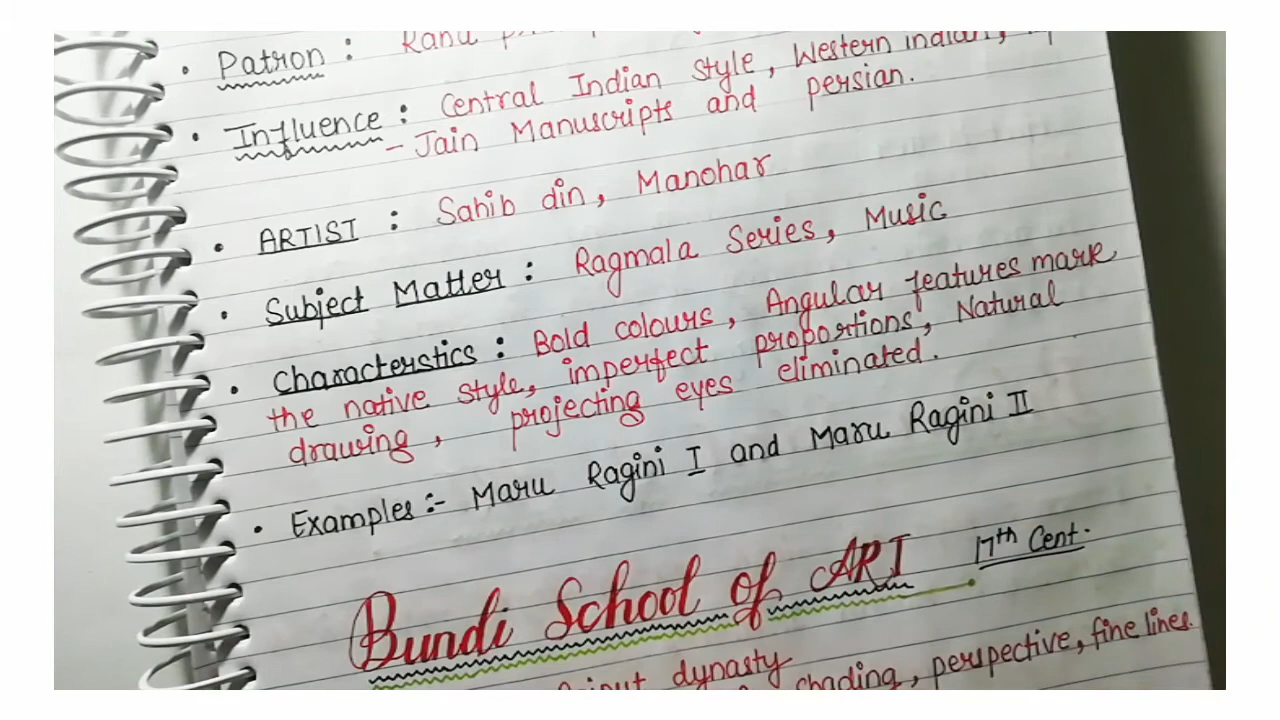 • Patron :
• Influence : Central Indian Style, Western indian,
– Jain Manuscripts and persian.
• ARTIST : Sahib din, Manohar
• Subject Matter : Ragmala Series, Music
• Characterstics : Bold colours, Angular features mark
the native style, imperfect proportions, Natural
drawing, projecting eyes eliminated.
• Examples :- Maru Ragini I and Maru Ragini II
Bundi School of ART 17th Cent.
dynasty
shading, perspective, fine lines.